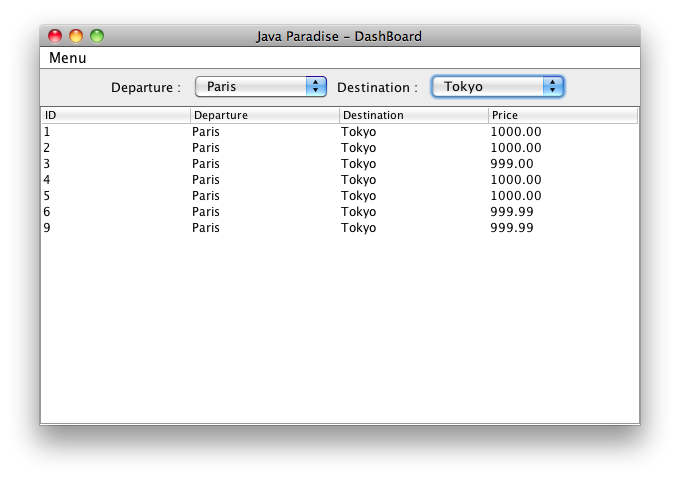 Java Paradise – DashBoard
Menu
Departure : Paris Destination : Tokyo
ID Departure Destination Price
1 Paris Tokyo 1000.00
2 Paris Tokyo 1000.00
3 Paris Tokyo 999.00
4 Paris Tokyo 1000.00
5 Paris Tokyo 1000.00
6 Paris Tokyo 999.99
9 Paris Tokyo 999.99